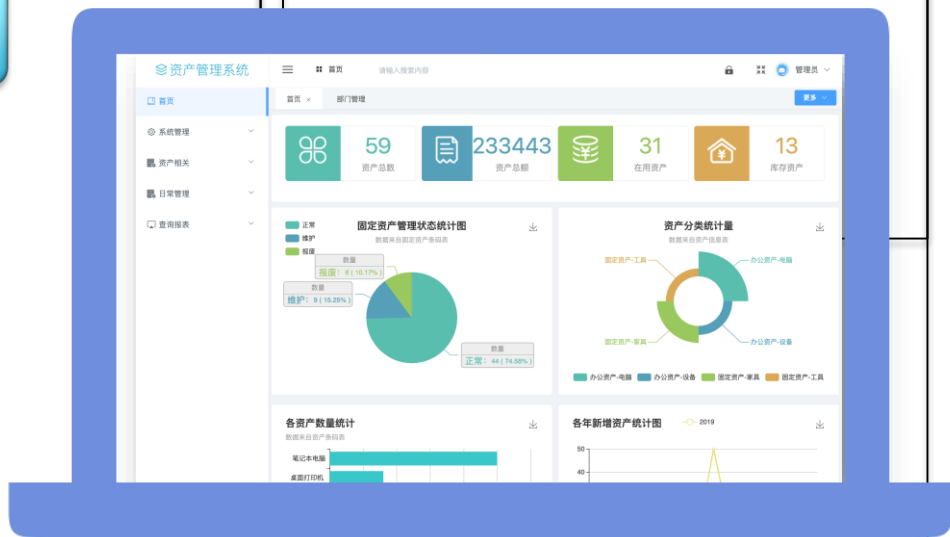 资产管理系统
首页
请输入搜索内容
管理员
首页
首页 ×
部门管理
更多
系统管理
资产相关
日常管理
查询报表
59
资产总数
233443
资产总额
31
在用资产
13
库存资产
正常
维护
报废
固定资产管理状态统计图
数据来自固定资产条码表
数量
报废: 6 ( 10.17% )
数量
维护: 9 ( 15.25% )
数量
正常: 44 ( 74.58% )
资产分类统计量
数据来自资产信息表
固定资产-工具
办公资产-电脑
固定资产-家具
办公资产-设备
办公资产-电脑 办公资产-设备 固定资产-家具 固定资产-工具
各资产数量统计
数据来自资产条码表
笔记本电脑
桌面打印机
各年新增资产统计图
2019
50
40